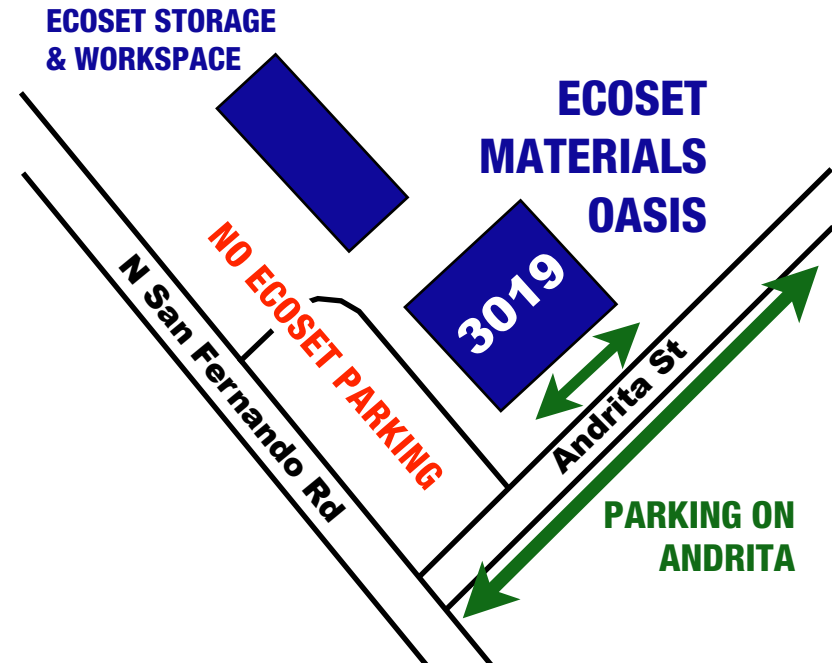 ECOSET STORAGE
& WORKSPACE
ECOSET
MATERIALS
OASIS
NO ECOSET PARKING
3019
N San Fernando Rd
Andrita St
PARKING ON
ANDRITA